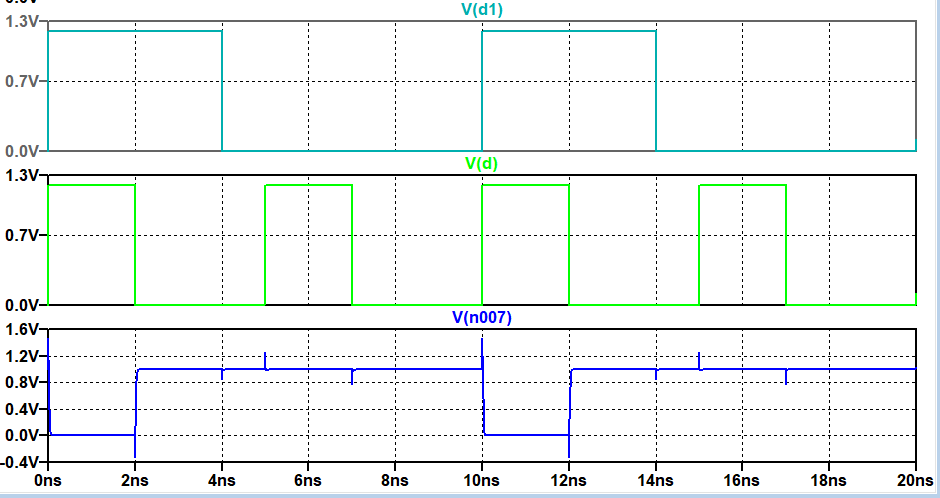 V(d1)
1.3V
0.7V
0.0V
V(d)
1.3V
0.7V
0.0V
V(n007)
1.6V
1.2V
0.8V
0.4V
0.0V
-0.4V
0ns 2ns 4ns 6ns 8ns 10ns 12ns 14ns 16ns 18ns 20ns